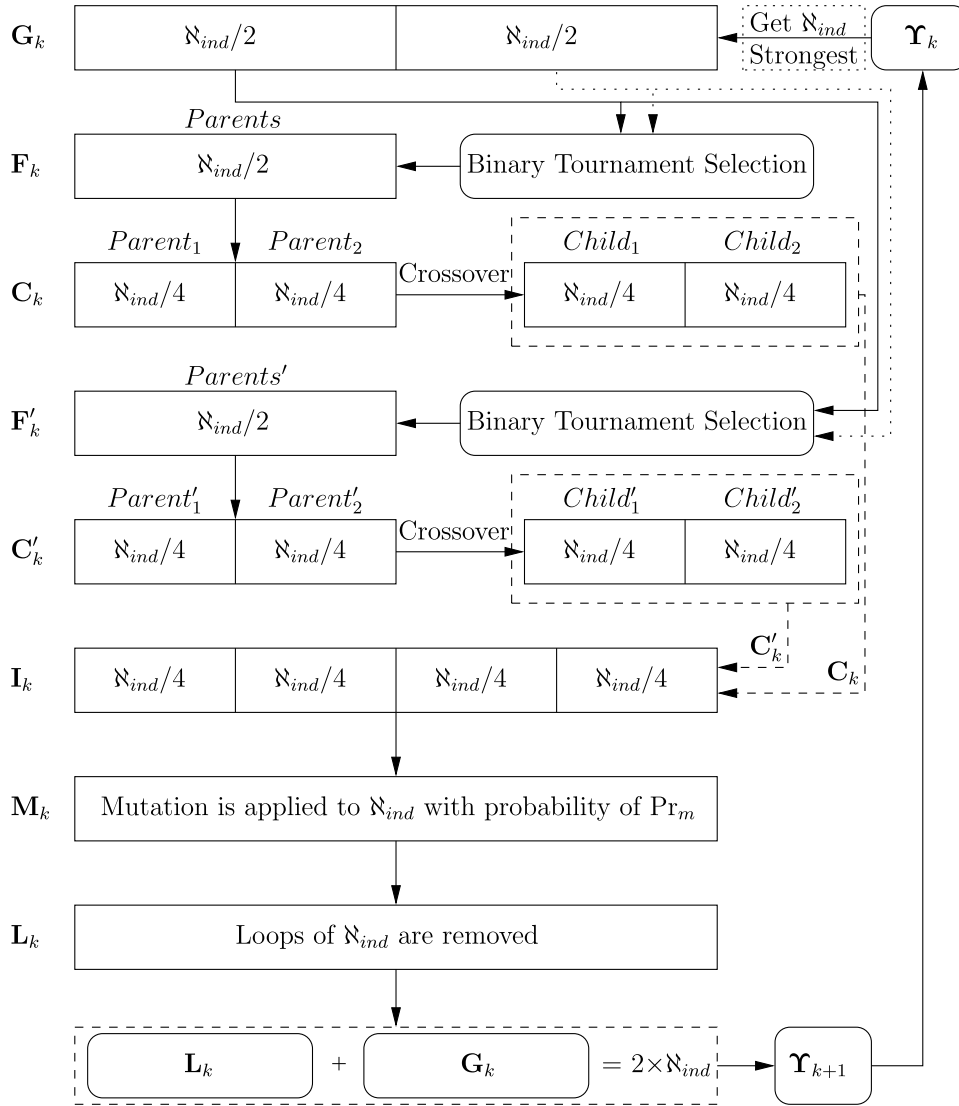 G_k ℵ_ind/2 ℵ_ind/2 Get ℵ_ind Strongest ϒ_k
Parents
F_k ℵ_ind/2 Binary Tournament Selection
Parent_1 Parent_2 Child_1 Child_2
C_k ℵ_ind/4 ℵ_ind/4 Crossover ℵ_ind/4 ℵ_ind/4
Parents′
F′_k ℵ_ind/2 Binary Tournament Selection
Parent′_1 Parent′_2 Child′_1 Child′_2
C′_k ℵ_ind/4 ℵ_ind/4 Crossover ℵ_ind/4 ℵ_ind/4
C′_k
I_k ℵ_ind/4 ℵ_ind/4 ℵ_ind/4 ℵ_ind/4 C_k
M_k Mutation is applied to ℵ_ind with probability of Pr_m
L_k Loops of ℵ_ind are removed
L_k + G_k = 2×ℵ_ind ϒ_{k+1}